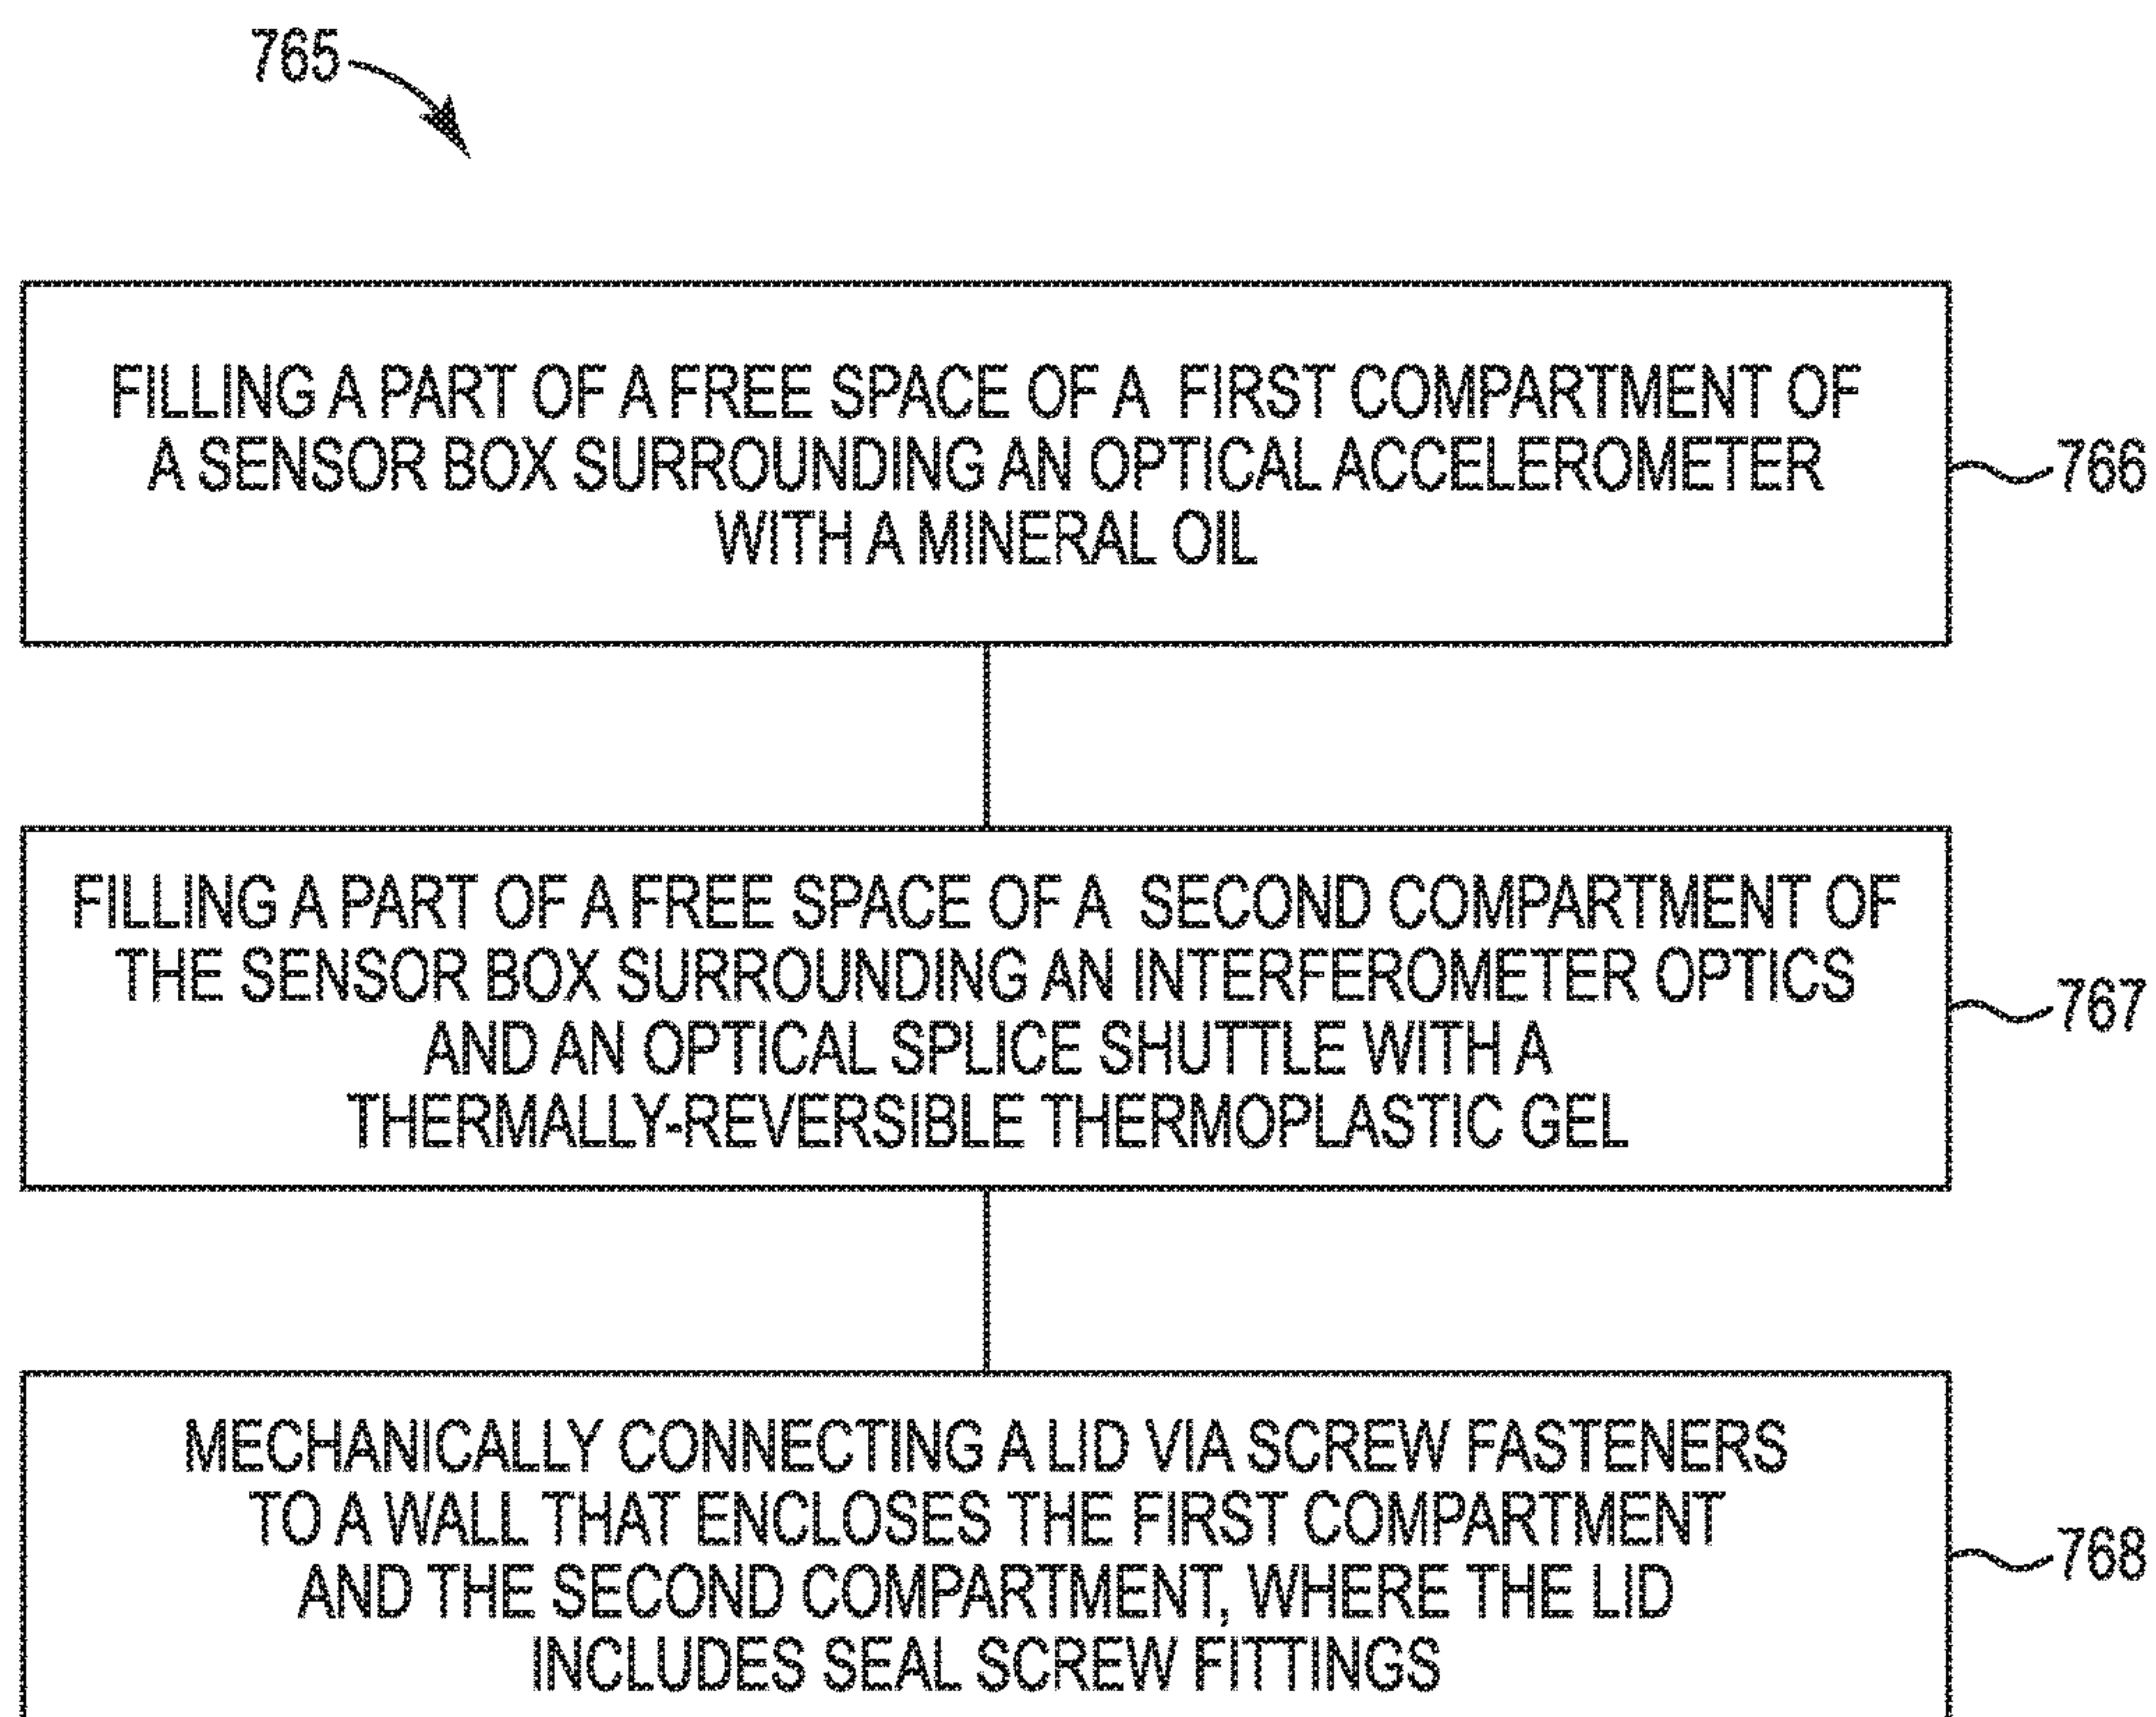 765
FILLING A PART OF A FREE SPACE OF A FIRST COMPARTMENT OF
A SENSOR BOX SURROUNDING AN OPTICAL ACCELEROMETER
WITH A MINERAL OIL
766
FILLING A PART OF A FREE SPACE OF A SECOND COMPARTMENT OF
THE SENSOR BOX SURROUNDING AN INTERFEROMETER OPTICS
AND AN OPTICAL SPLICE SHUTTLE WITH A
THERMALLY-REVERSIBLE THERMOPLASTIC GEL
767
MECHANICALLY CONNECTING A LID VIA SCREW FASTENERS
TO A WALL THAT ENCLOSES THE FIRST COMPARTMENT
AND THE SECOND COMPARTMENT, WHERE THE LID
INCLUDES SEAL SCREW FITTINGS
768